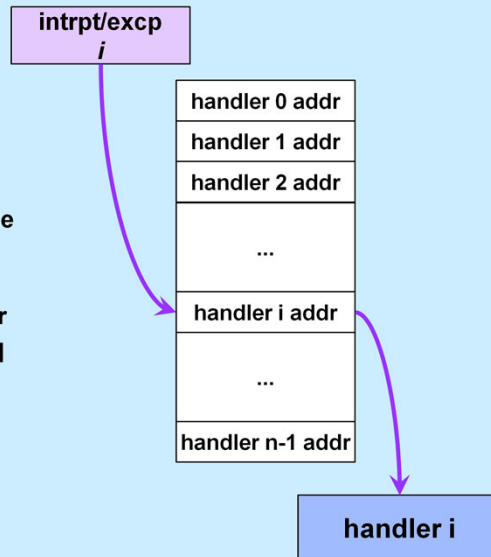 intrpt/excp
i
handler 0 addr
handler 1 addr
handler 2 addr
e
...
r
handler i addr
l
...
handler n-1 addr
handler i